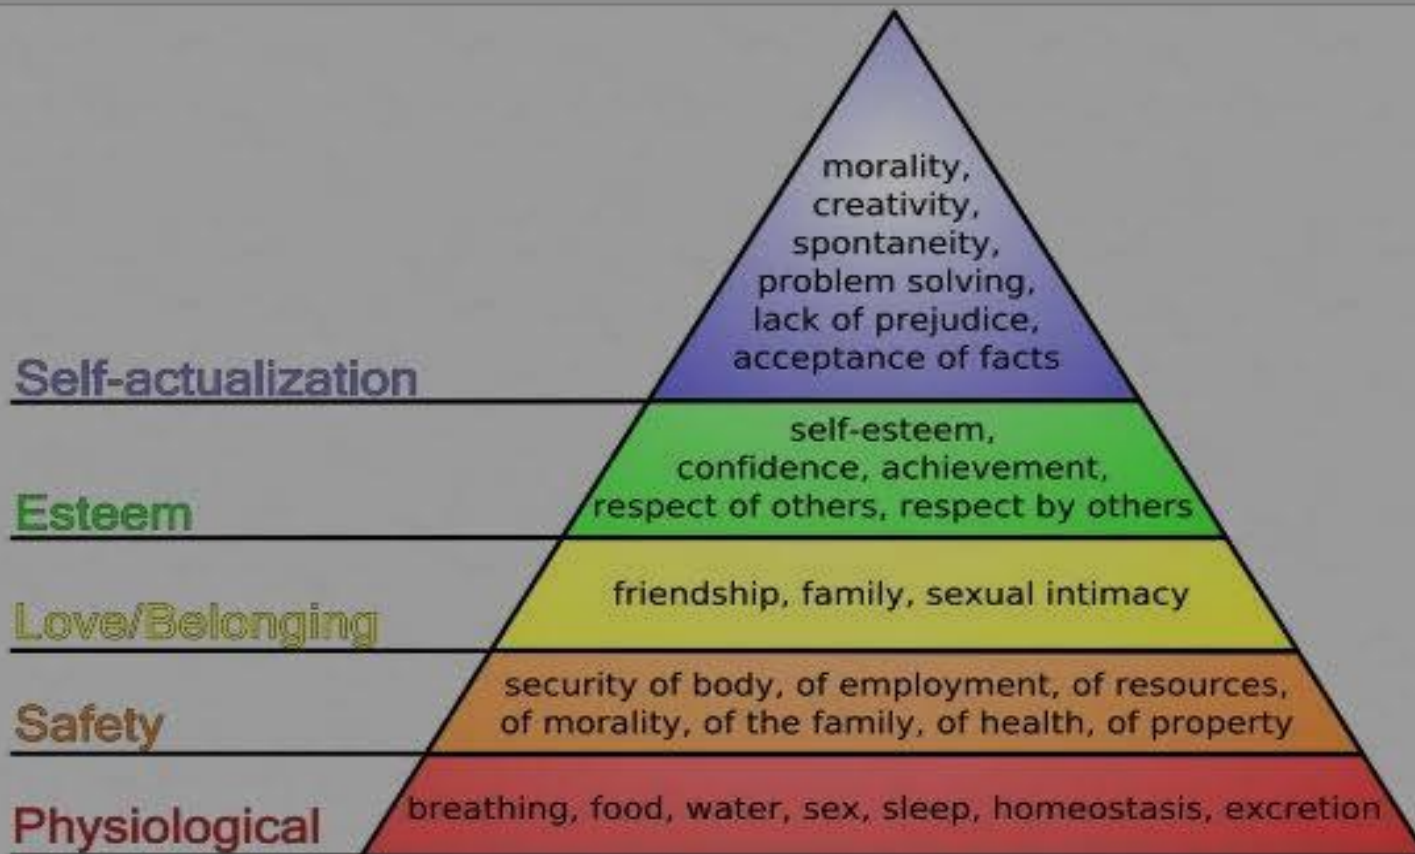 morality,
creativity,
spontaneity,
problem solving,
lack of prejudice,
acceptance of facts
Self-actualization
self-esteem,
confidence, achievement,
respect of others, respect by others
Esteem
friendship, family, sexual intimacy
Love/Belonging
security of body, of employment, of resources,
of morality, of the family, of health, of property
Safety
breathing, food, water, sex, sleep, homeostasis, excretion
Physiological